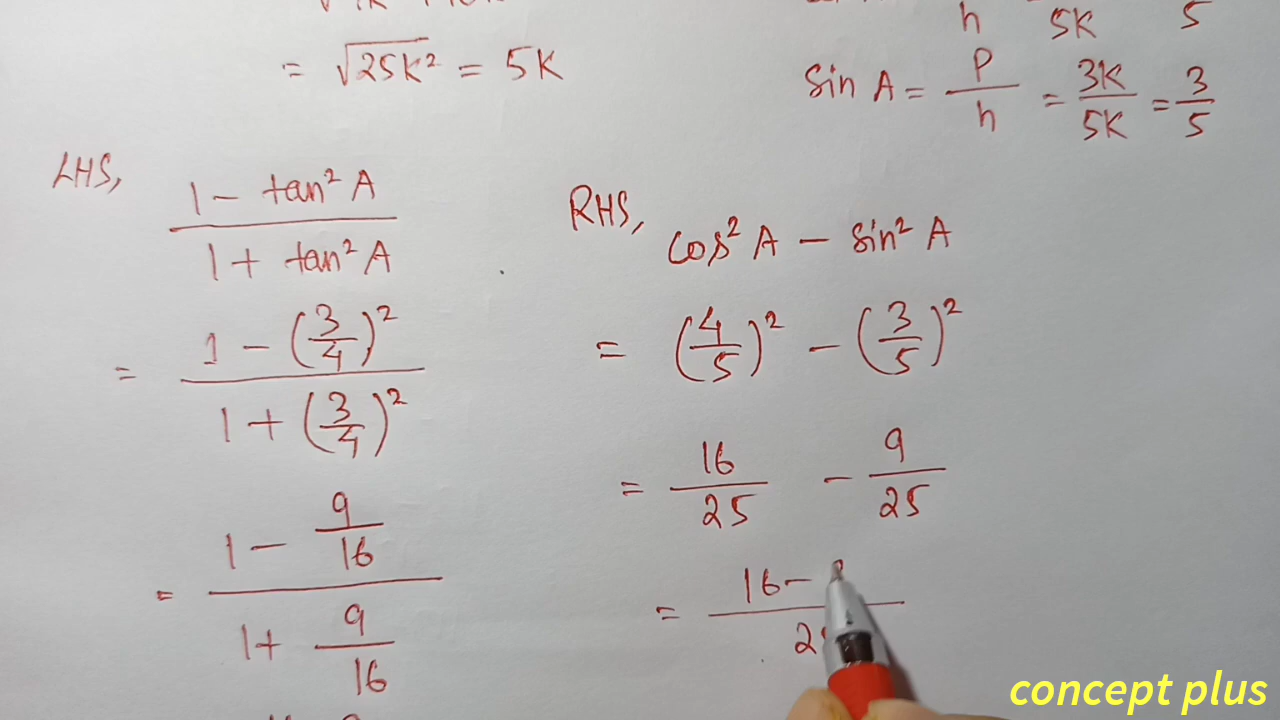 = √25K² = 5K
h 5K 5
Sin A = P/h = 3K/5K = 3/5
LHS,
1 - tan² A
1 + tan² A
= 1 - (3/4)²
1 + (3/4)²
= 1 - 9/16
1 + 9/16
RHS,
cos² A - sin² A
= (4/5)² - (3/5)²
= 16/25 - 9/25
= 16 -
concept plus